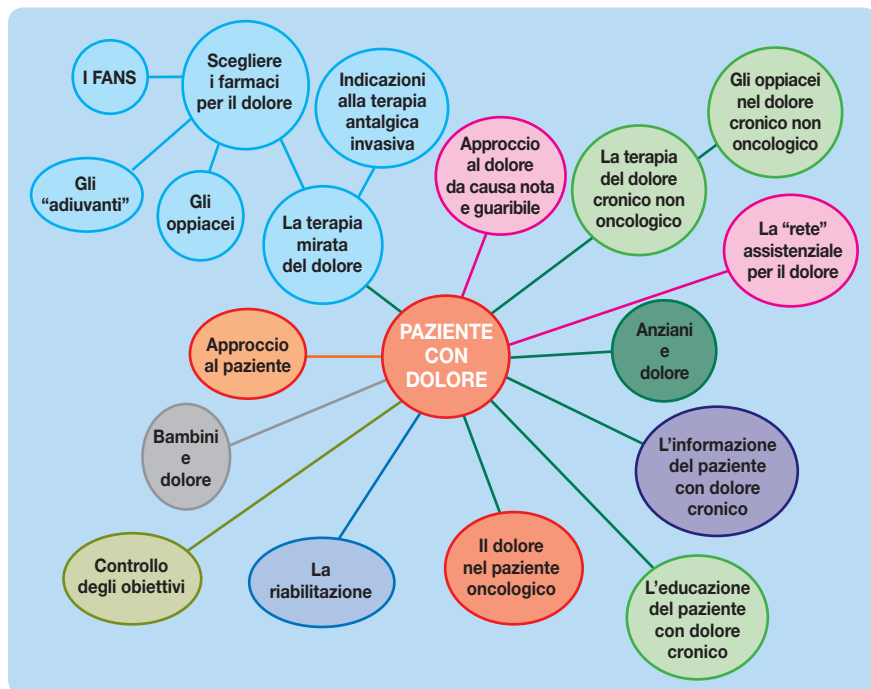 I FANS
Scegliere
i farmaci
per il dolore
Indicazioni
alla terapia
antalgica
invasiva
Gli
“adiuvanti”
Gli
oppiacei
La terapia
mirata
del dolore
Approccio
al dolore
da causa nota
e guaribile
La terapia
del dolore
cronico non
oncologico
Gli oppiacei
nel dolore
cronico non
oncologico
La “rete”
assistenziale
per il dolore
PAZIENTE
CON
DOLORE
Approccio
al paziente
Anziani
e
dolore
Bambini
e
dolore
L’informazione
del paziente
con dolore
cronico
Controllo
degli obiettivi
La
riabilitazione
Il dolore
nel paziente
oncologico
L’educazione
del paziente
con dolore
cronico